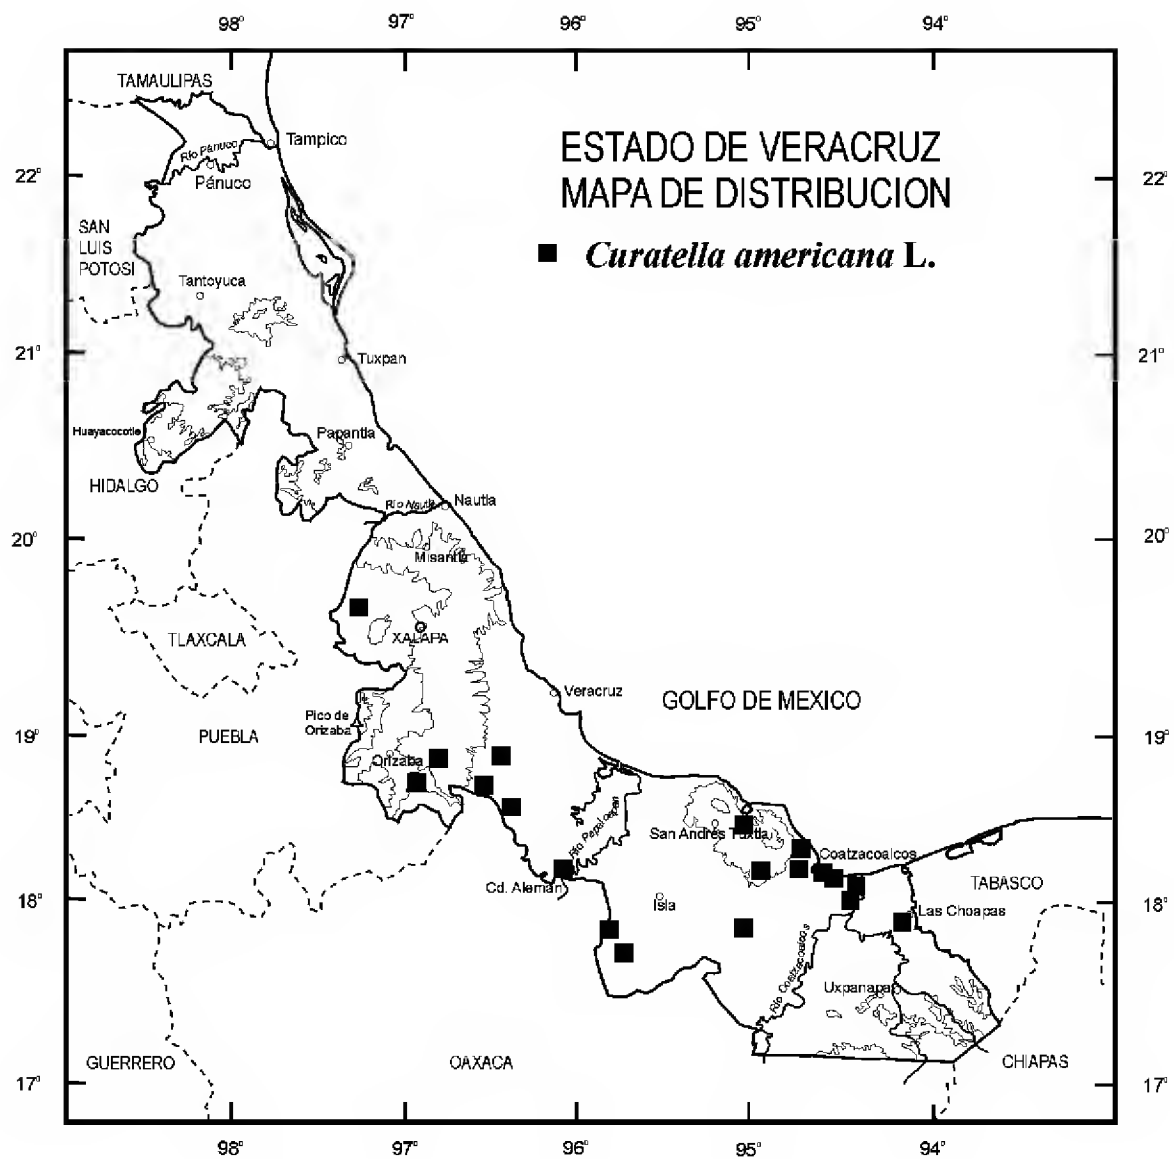 98° 97° 96° 95° 94°
TAMAULIPAS
Tampico
Río Pánuco
Pánuco
ESTADO DE VERACRUZ
MAPA DE DISTRIBUCION
22° 22°
SAN
LUIS
POTOSI
Curatella americana L.
Tantoyuca
21° 21°
Tuxpan
Huayacocotle
Papantla
HIDALGO
Río Nautla
Nautla
20° 20°
Misantla
TLAXCALA
XALAPA
Veracruz
GOLFO DE MEXICO
Pico de
Orizaba
PUEBLA
19° 19°
Orizaba
Río Papaloapan
San Andrés Tuxtla
Coatzacoalcos
Cd. Alemán
TABASCO
18° 18°
Isla
Las Choapas
Río Coatzacoalcos
Uxpanapa
GUERRERO
OAXACA
CHIAPAS
17° 17°
98° 97° 96° 95° 94°